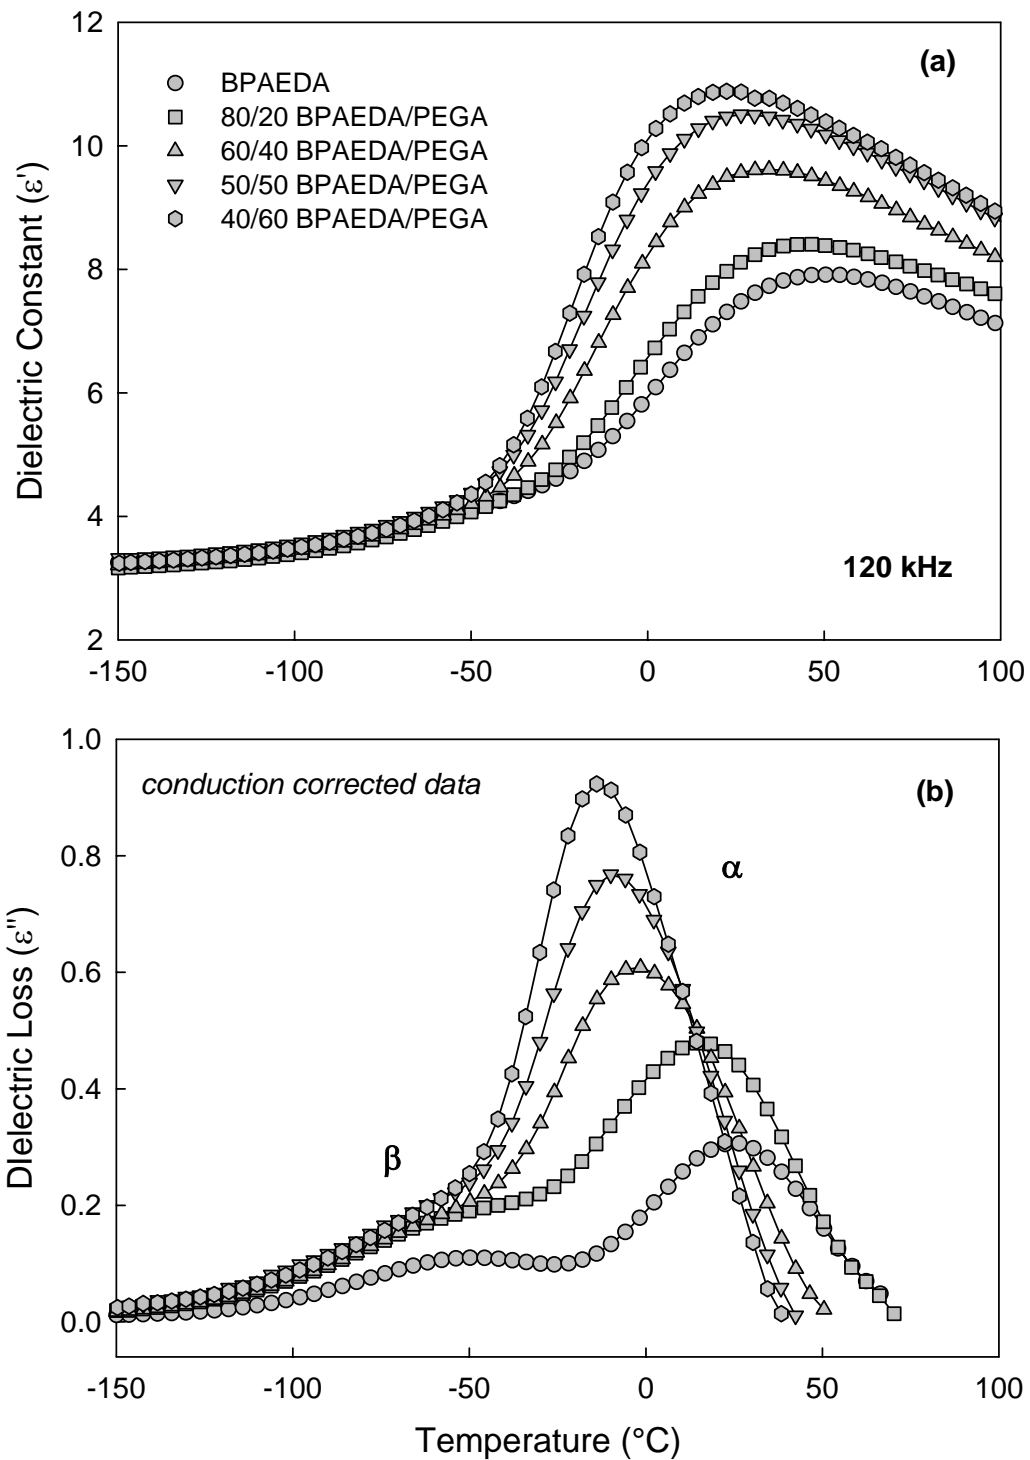 12
(a)
BPAEDA
80/20 BPAEDA/PEGA
60/40 BPAEDA/PEGA
50/50 BPAEDA/PEGA
40/60 BPAEDA/PEGA
10
8
6
4
2
Dielectric Constant (ε')
120 kHz
-150 -100 -50 0 50 100
1.0
conduction corrected data
(b)
0.8
α
0.6
0.4
β
0.2
0.0
DIelectric Loss (ε'')
-150 -100 -50 0 50 100
Temperature (°C)